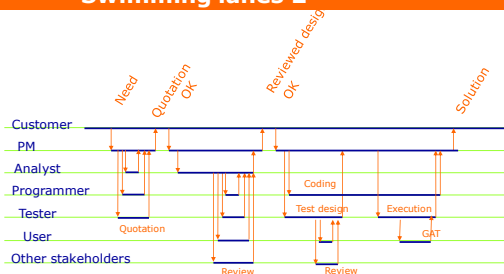 Swimming lanes 2
Need
Quotation
OK
Reviewed design
OK
Solution
Customer
PM
Analyst
Programmer
Tester
User
Other stakeholders
Coding
Test design
Execution
Quotation
GAT
Review
Review